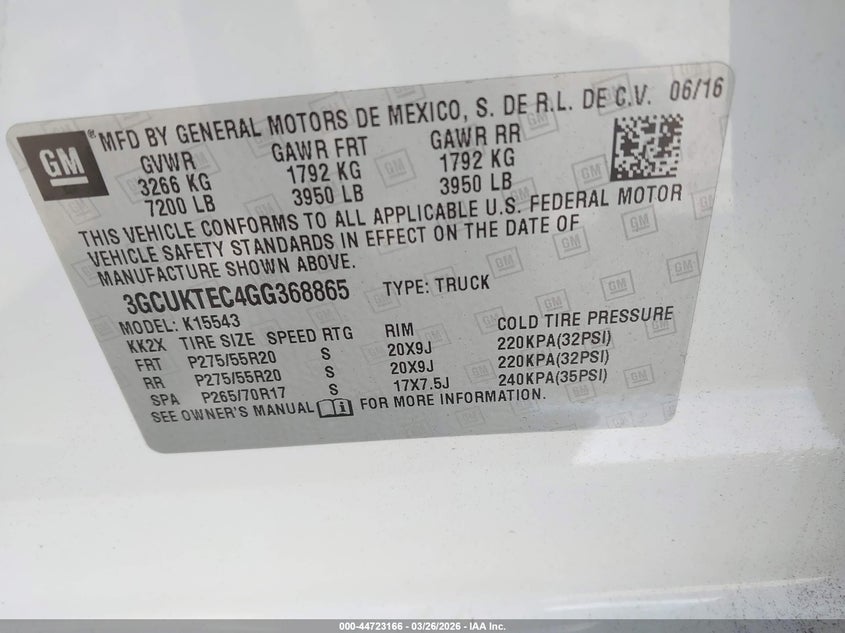 GM ® MFD BY GENERAL MOTORS DE MEXICO, S. DE R.L. DE C.V. 06/16
GVWR GAWR FRT GAWR RR
3266 KG 1792 KG 1792 KG
7200 LB 3950 LB 3950 LB
THIS VEHICLE CONFORMS TO ALL APPLICABLE U.S. FEDERAL MOTOR
VEHICLE SAFETY STANDARDS IN EFFECT ON THE DATE OF
MANUFACTURE SHOWN ABOVE.
3GCUKTEC4GG368865 TYPE: TRUCK
MODEL: K15543
KK2X TIRE SIZE SPEED RTG RIM COLD TIRE PRESSURE
FRT P275/55R20 S 20X9J 220KPA(32PSI)
RR P275/55R20 S 20X9J 220KPA(32PSI)
SPA P265/70R17 S 17X7.5J 240KPA(35PSI)
SEE OWNER'S MANUAL FOR MORE INFORMATION.
000-44723166 - 03/26/2026 - IAA Inc.